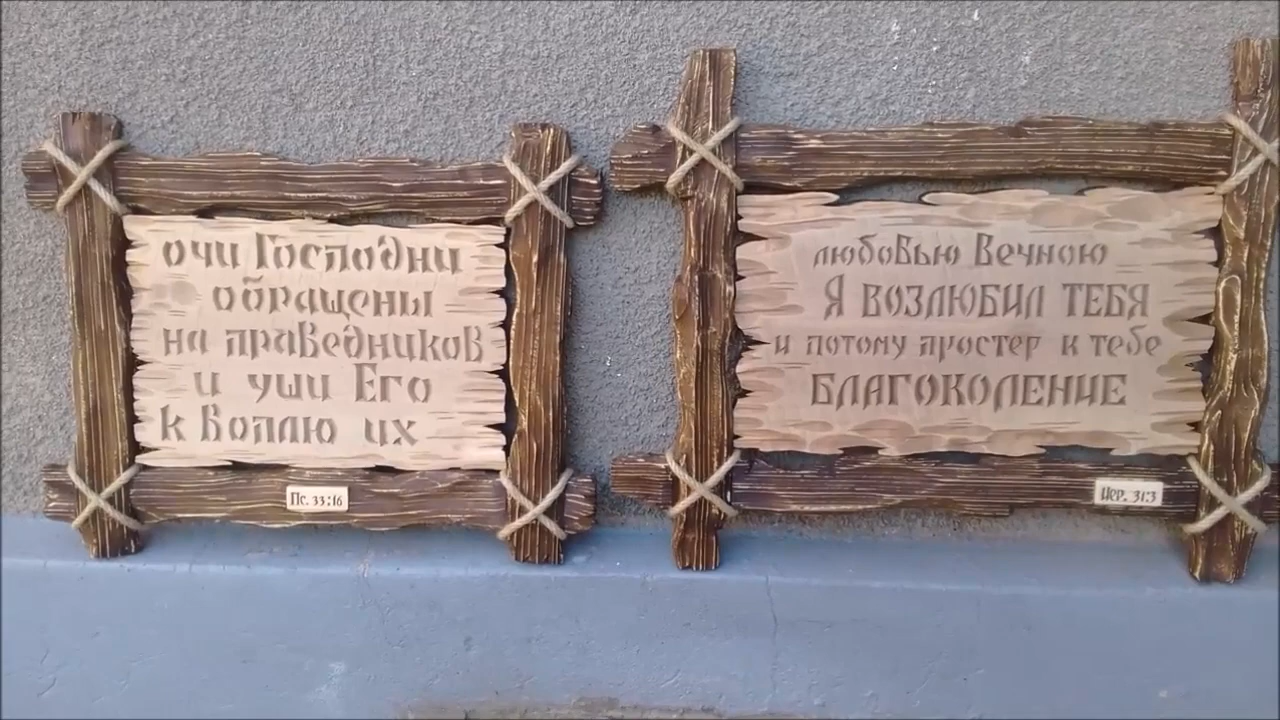 очи Господни
обращены
на праведников
и уши Его
к воплю их
Пс. 33:16
любовью вечною
Я ВОЗЛЮБИЛ ТЕБЯ
и потому простер к тебе
БЛАГОКОЛЕНИЕ
Иер. 31:3